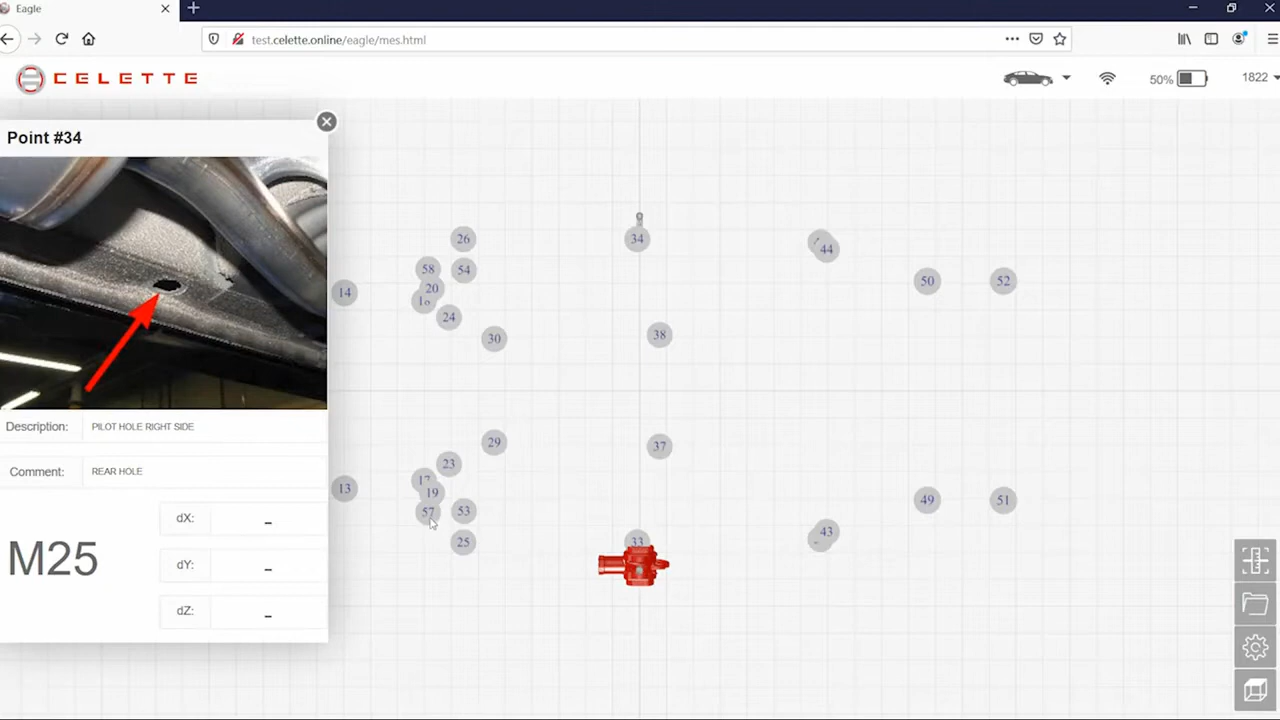 Eagle
test.celette.online/eagle/mes.html
CELETTE
50%
1822
Point #34
Description: PILOT HOLE RIGHT SIDE
Comment: REAR HOLE
M25
dX: -
dY: -
dZ: -
26
34
44
58
54
20
14
24
50
52
30
38
29
37
23
13
19
57
53
49
51
25
33
43